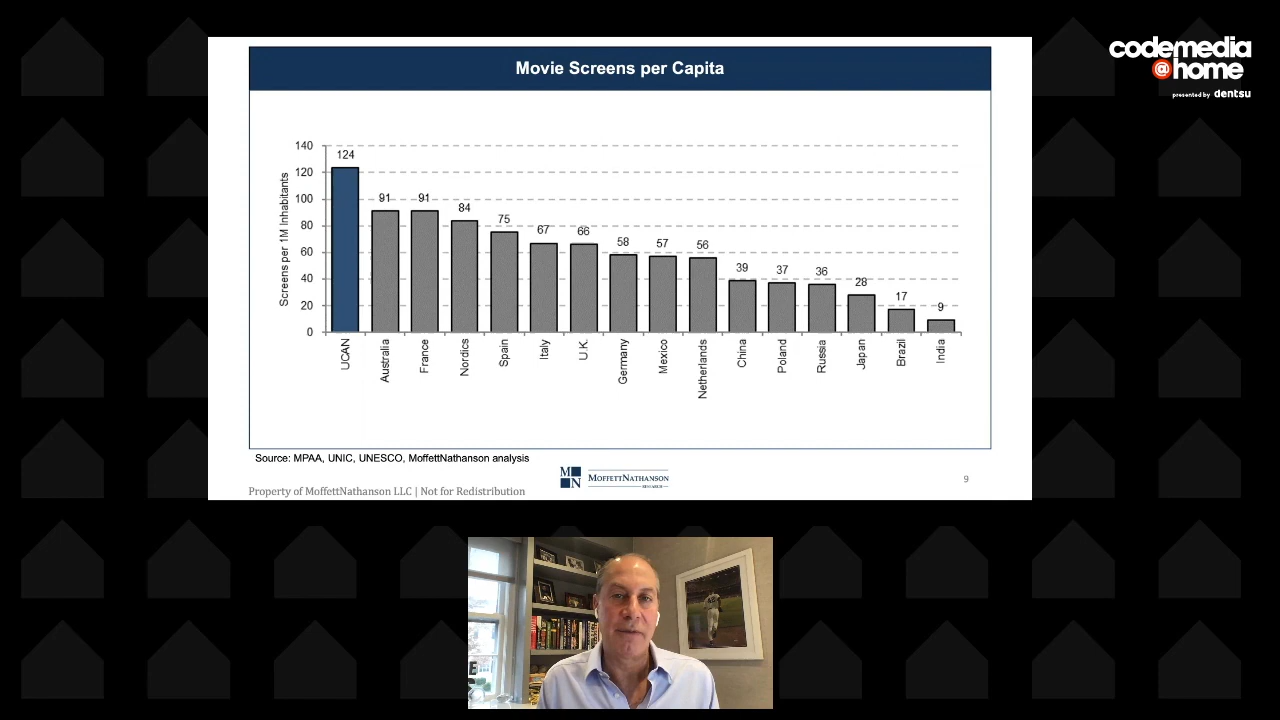 codemedia
@home
presented by dentsu
Movie Screens per Capita
Screens per 1M Inhabitants
140
120
100
80
60
40
20
0
124
91
91
84
75
67
66
58
57
56
39
37
36
28
17
9
UCAN
Australia
France
Nordics
Spain
Italy
U.K.
Germany
Mexico
Netherlands
China
Poland
Russia
Japan
Brazil
India
Source: MPAA, UNIC, UNESCO, MoffettNathanson analysis
M
N
MOFFETTNATHANSON
Property of MoffettNathanson LLC | Not for Redistribution
9